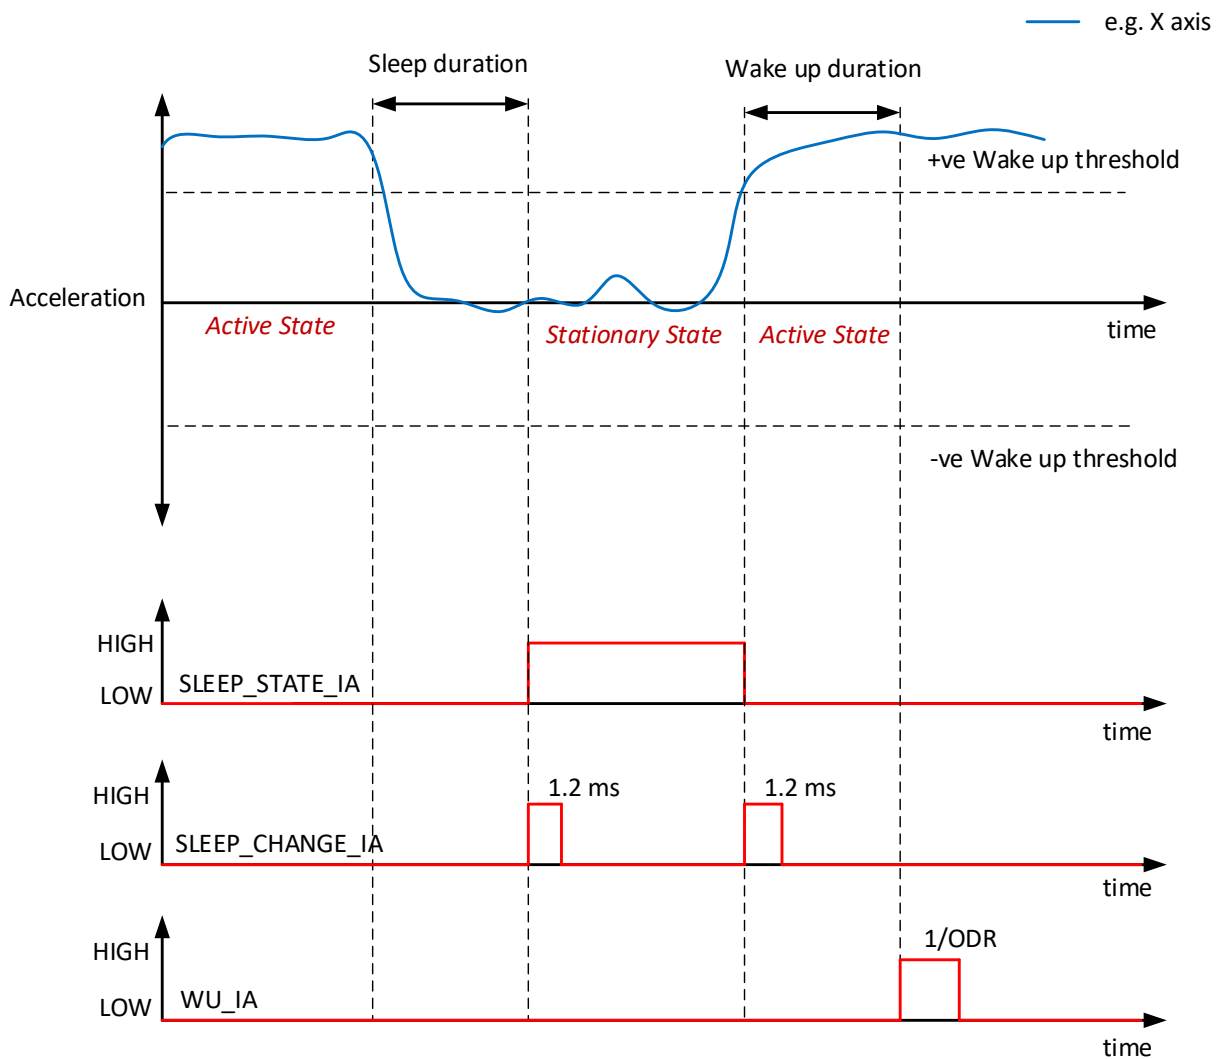 e.g. X axis
Sleep duration
Wake up duration
+ve Wake up threshold
Acceleration
time
Active State
Stationary State
Active State
-ve Wake up threshold
HIGH
LOW
SLEEP_STATE_IA
time
HIGH
1.2 ms
1.2 ms
LOW
SLEEP_CHANGE_IA
time
HIGH
1/ODR
LOW
WU_IA
time